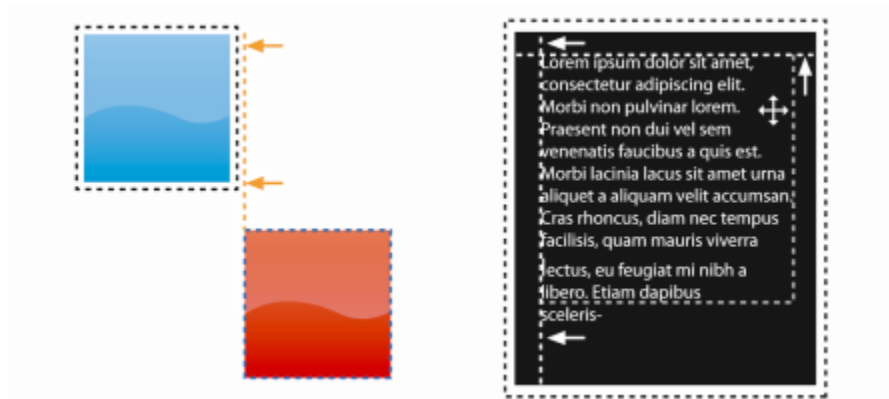 Lorem ipsum dolor sit amet,
consectetur adipiscing elit.
Morbi non pulvinar lorem.
Praesent non dui vel sem
venenatis faucibus a quis est.
Morbi lacinia lacus sit amet urna
aliquet a aliquam velit accumsan.
Cras rhoncus, diam nec tempus
facilisis, quam mauris viverra
lectus, eu feugiat mi nibh a
libero. Etiam dapibus
sceleris-